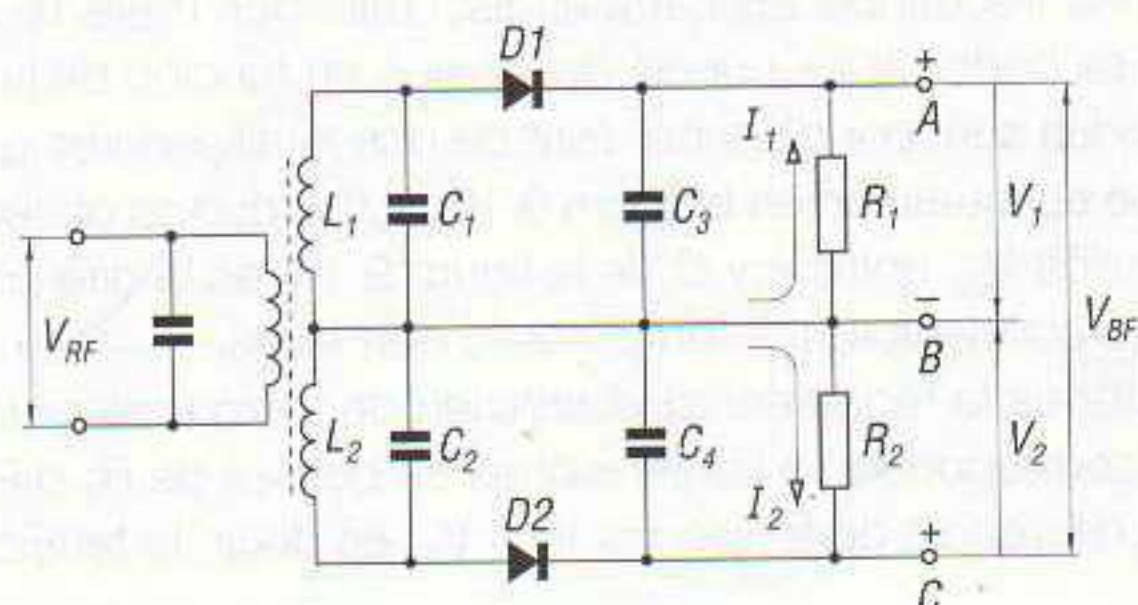 D1
+
A
I1
L1
C1
C3
R1
V1
VRF
−
B
VBF
L2
C2
C4
R2
V2
I2
D2
+
C